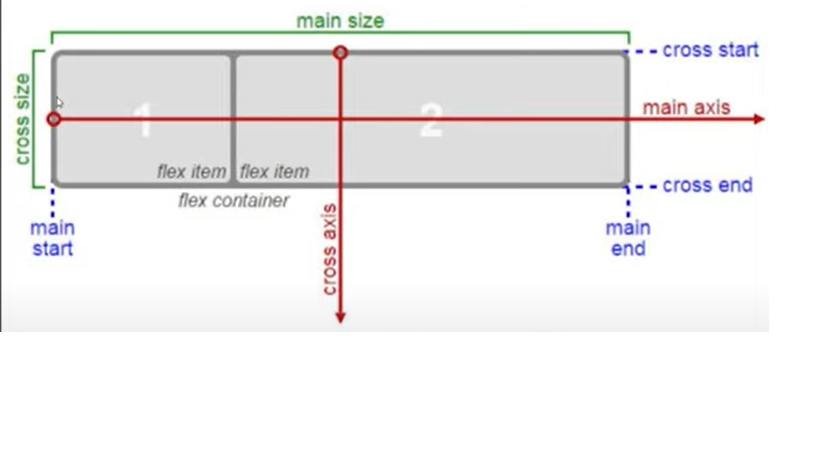 main size
cross start
cross size
1
2
main axis
flex item
flex item
cross end
flex container
cross axis
main
start
main
end